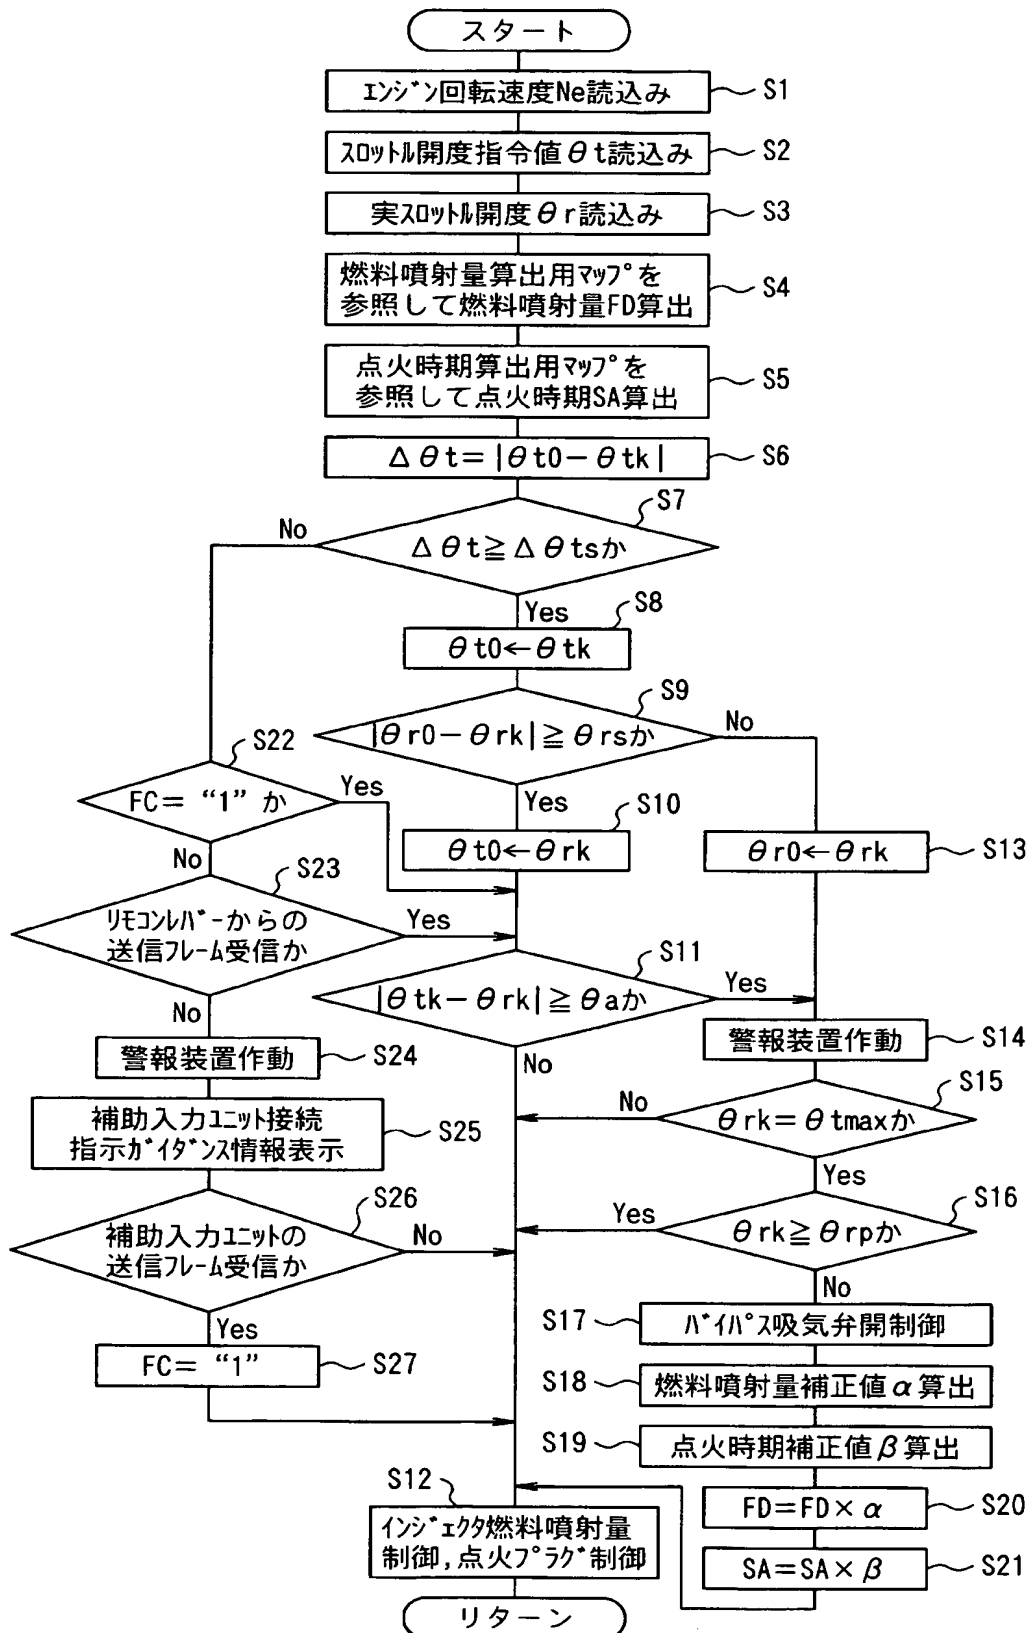 スタート
エンジン回転速度Ne読込み
S1
スロットル開度指令値θt読込み
S2
実スロットル開度θr読込み
S3
燃料噴射量算出用マップを
参照して燃料噴射量FD算出
S4
点火時期算出用マップを
参照して点火時期SA算出
S5
Δθt=|θt0-θtk|
S6
S7
Δθt≧Δθtsか
No
Yes
S8
θt0←θtk
S9
|θr0-θrk|≧θrsか
No
Yes
S10
θt0←θrk
θr0←θrk
S13
S22
FC= “1” か
Yes
No
S23
リモコンレバーからの
送信フレーム受信か
Yes
No
S11
|θtk-θrk|≧θaか
Yes
No
警報装置作動
S24
警報装置作動
S14
補助入力ユニット接続
指示ガイダンス情報表示
S25
S15
θrk=θtmaxか
No
Yes
S26
補助入力ユニットの
送信フレーム受信か
No
Yes
S16
θrk≧θrpか
Yes
No
FC= “1”
S27
S17
バイパス吸気弁開制御
S18
燃料噴射量補正値α算出
S19
点火時期補正値β算出
FD=FD×α
S20
SA=SA×β
S21
S12
インジェクタ燃料噴射量
制御,点火プラグ制御
リターン